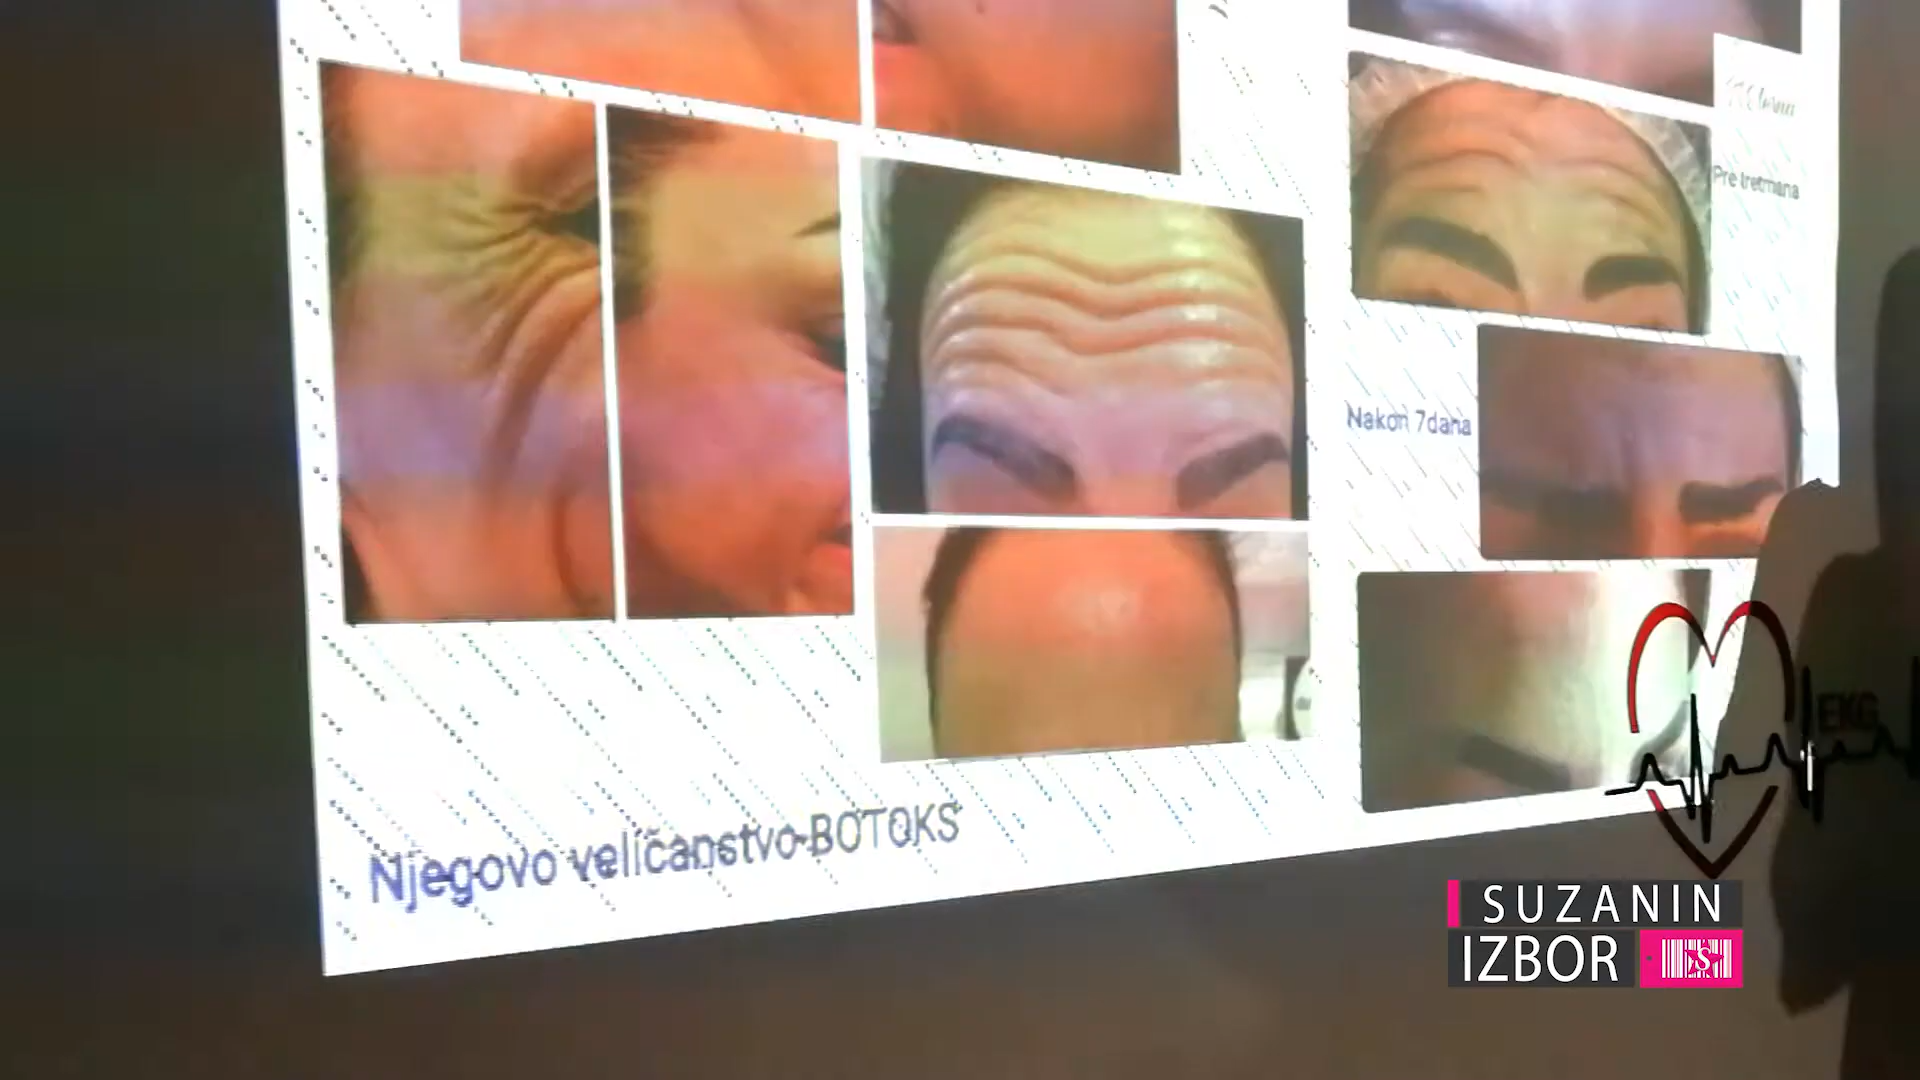 Pre tretmana
Nakon 7dana
Njegovo veličanstvo-BOTOKS
EKG
SUZANIN
IZBOR